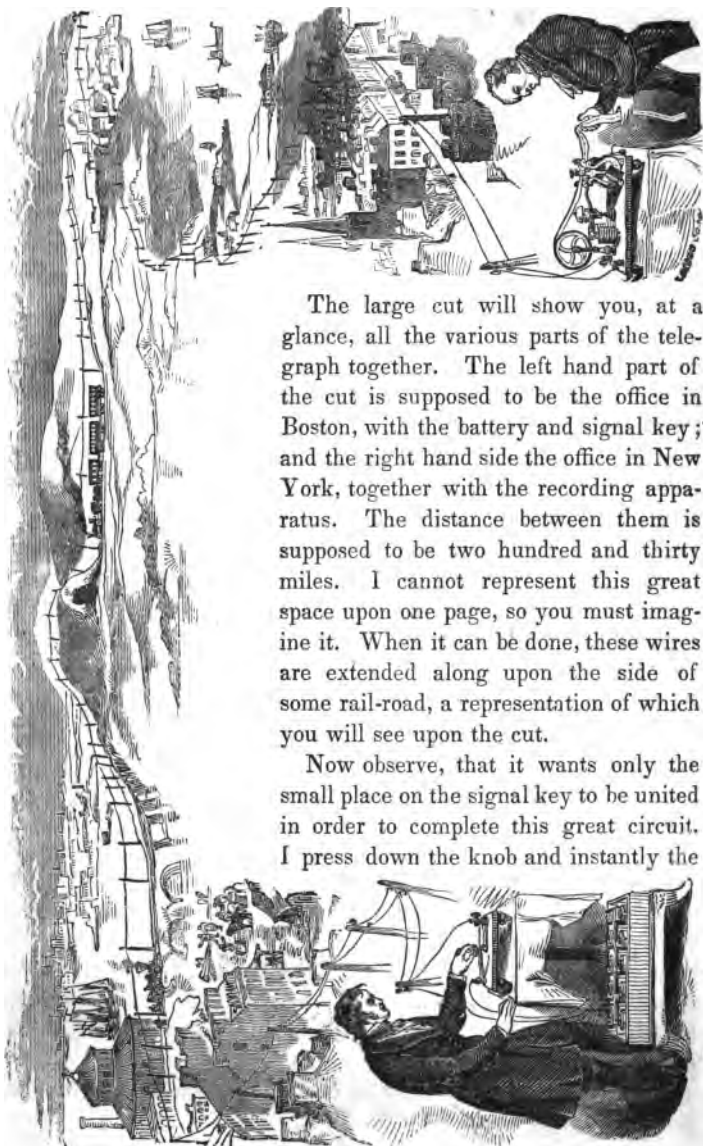 The large cut will show you, at a
glance, all the various parts of the tele-
graph together. The left hand part of
the cut is supposed to be the office in
Boston, with the battery and signal key;
and the right hand side the office in New
York, together with the recording appa-
ratus. The distance between them is
supposed to be two hundred and thirty
miles. I cannot represent this great
space upon one page, so you must imag-
ine it. When it can be done, these wires
are extended along upon the side of
some rail-road, a representation of which
you will see upon the cut.
Now observe, that it wants only the
small place on the signal key to be united
in order to complete this great circuit.
I press down the knob and instantly the